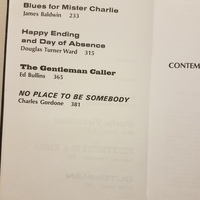 Blues for Mister Charlie
James Baldwin 233
Happy Ending
and Day of Absence
Douglas Turner Ward 315
The Gentleman Caller
Ed Bullins 365
NO PLACE TO BE SOMEBODY
Charles Gordone 381
CONTEM